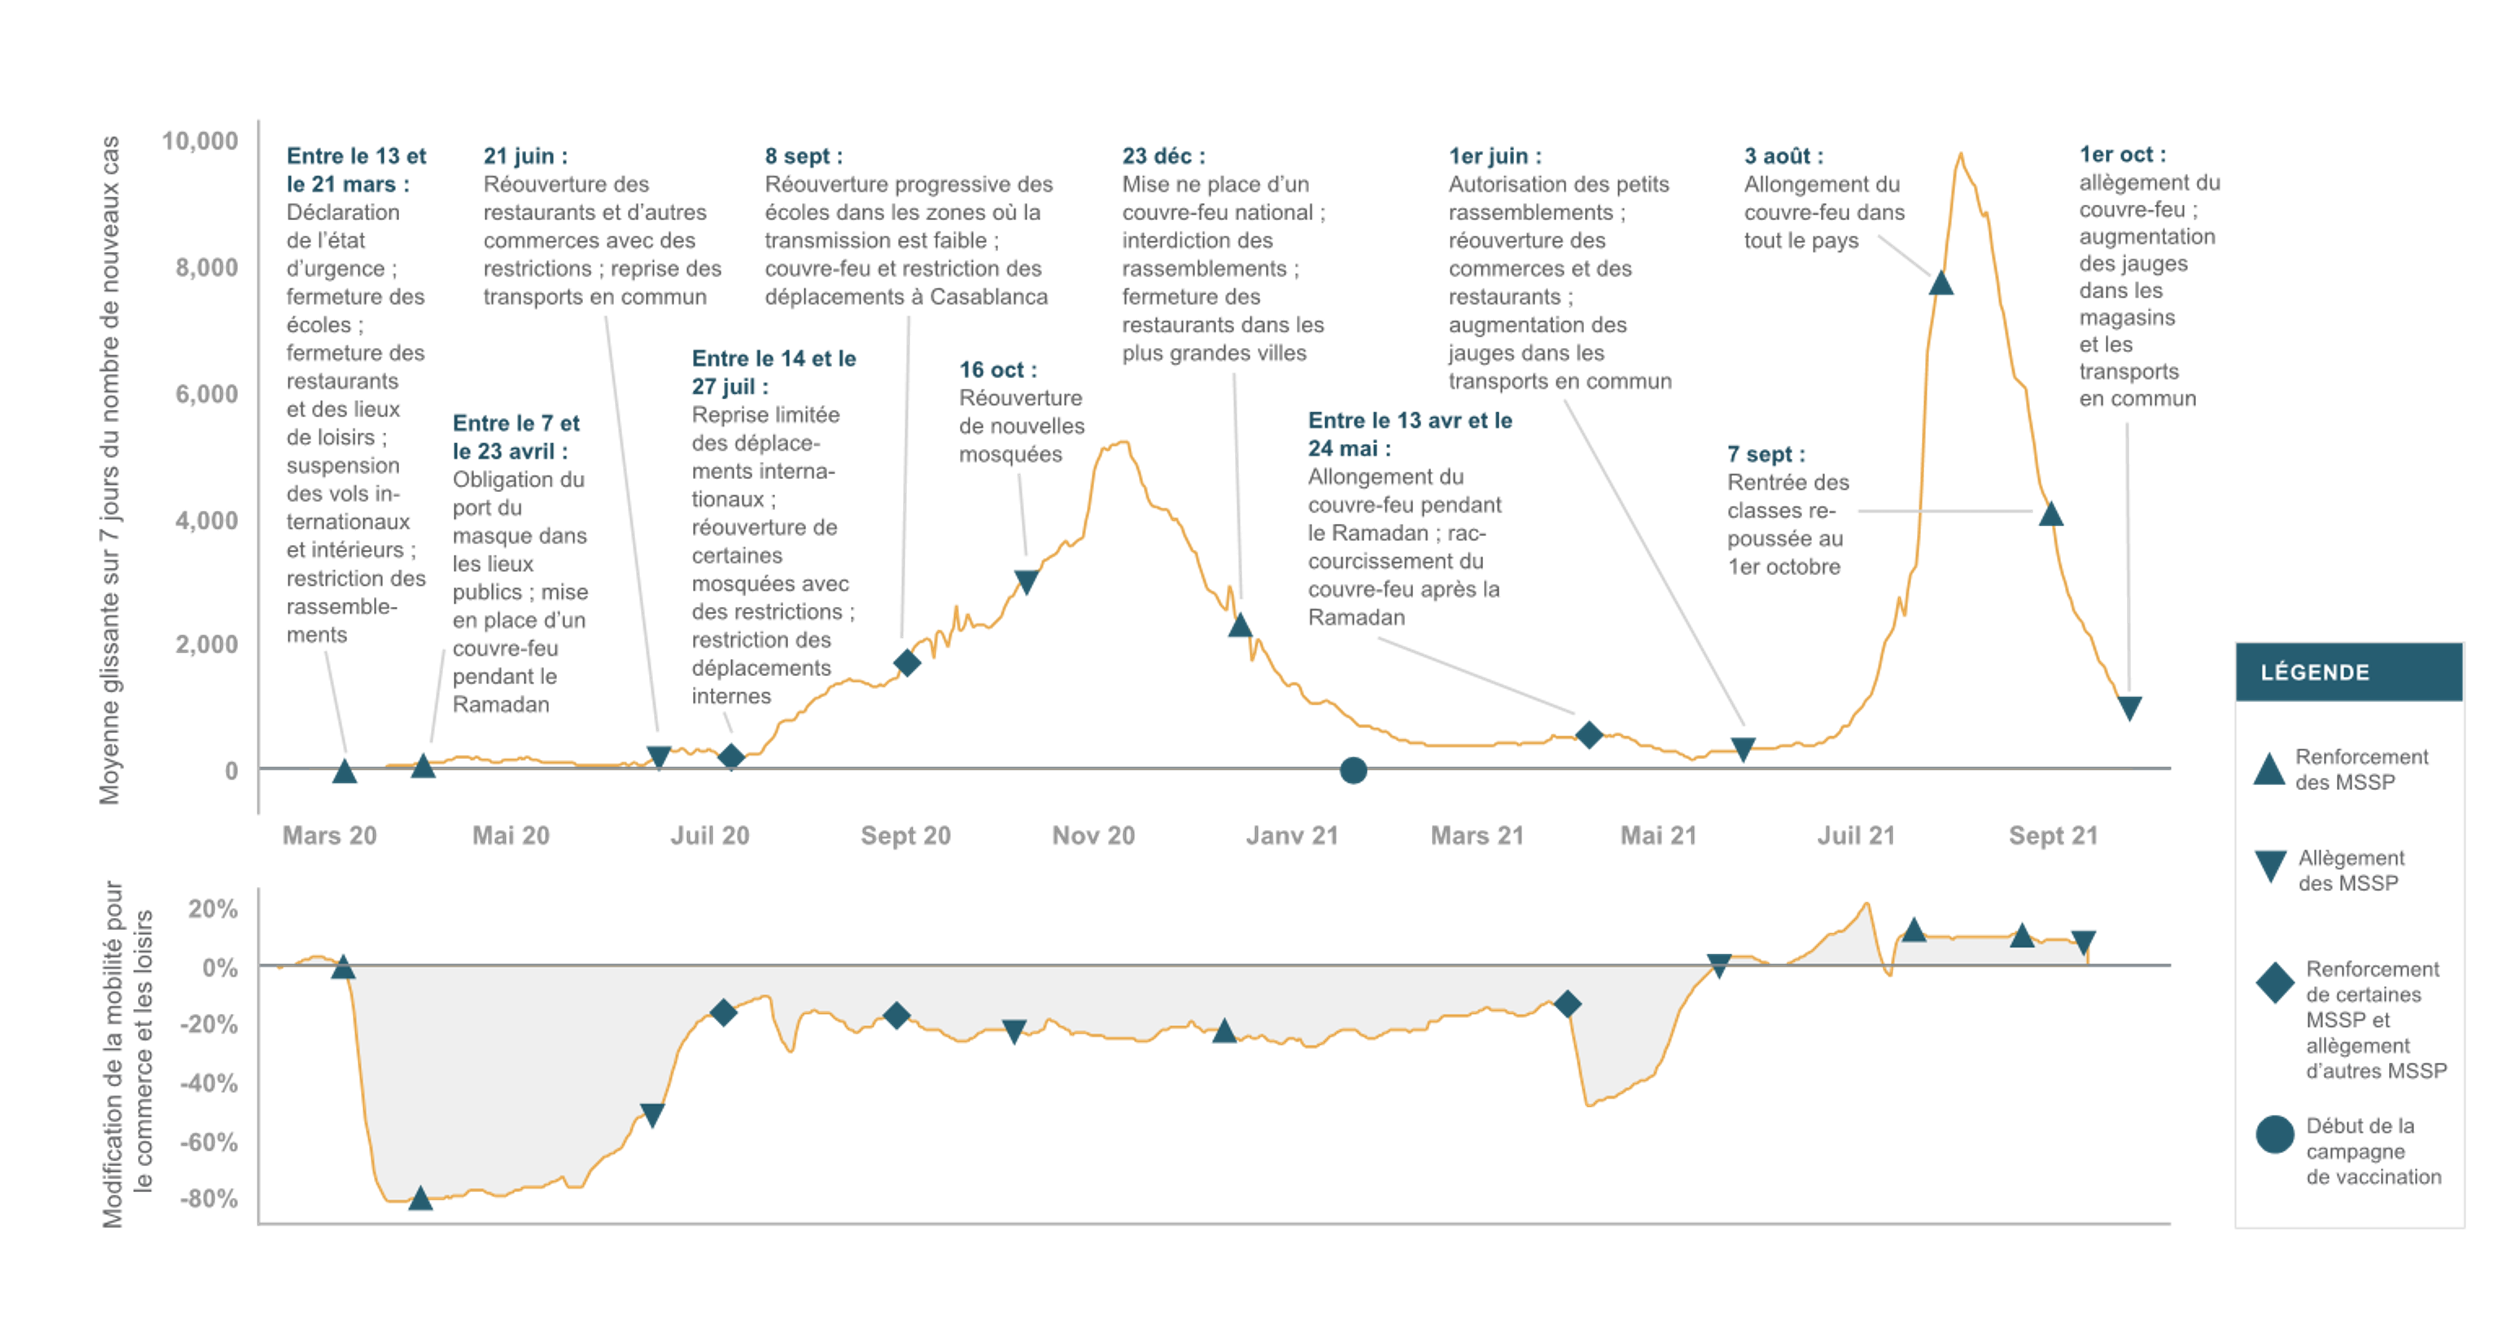 Moyenne glissante sur 7 jours du nombre de nouveaux cas
10,000
8,000
6,000
4,000
2,000
0
Entre le 13 et
le 21 mars :
Déclaration
de l'état
d'urgence ;
fermeture des
écoles ;
fermeture des
restaurants
et des lieux
de loisirs ;
suspension
des vols in-
ternationaux
et intérieurs ;
restriction des
rassemble-
ments
Entre le 7 et
le 23 avril :
Obligation du
port du
masque dans
les lieux
publics ; mise
en place d'un
couvre-feu
pendant le
Ramadan
21 juin :
Réouverture des
restaurants et d'autres
commerces avec des
restrictions ; reprise des
transports en commun
Entre le 14 et le
27 juil :
Reprise limitée
des déplace-
ments interna-
tionaux ;
réouverture de
certaines
mosquées avec
des restrictions ;
restriction des
déplacements
internes
8 sept :
Réouverture progressive des
écoles dans les zones où la
transmission est faible ;
couvre-feu et restriction des
déplacements à Casablanca
16 oct :
Réouverture
de nouvelles
mosquées
23 déc :
Mise ne place d'un
couvre-feu national ;
interdiction des
rassemblements ;
fermeture des
restaurants dans les
plus grandes villes
Entre le 13 avr et le
24 mai :
Allongement du
couvre-feu pendant
le Ramadan ; rac-
courcissement du
couvre-feu après la
Ramadan
1er juin :
Autorisation des petits
rassemblements ;
réouverture des
commerces et des
restaurants ;
augmentation des
jauges dans les
transports en commun
3 août :
Allongement du
couvre-feu dans
tout le pays
7 sept :
Rentrée des
classes re-
poussée au
1er octobre
1er oct :
allègement du
couvre-feu ;
augmentation
des jauges
dans les
magasins
et les
transports
en commun
Mars 20
Mai 20
Juil 20
Sept 20
Nov 20
Janv 21
Mars 21
Mai 21
Juil 21
Sept 21
Modification de la mobilité pour
le commerce et les loisirs
20%
0%
-20%
-40%
-60%
-80%
LÉGENDE
Renforcement
des MSSP
Allègement
des MSSP
Renforcement
de certaines
MSSP et
allègement
d'autres MSSP
Début de la
campagne
de vaccination